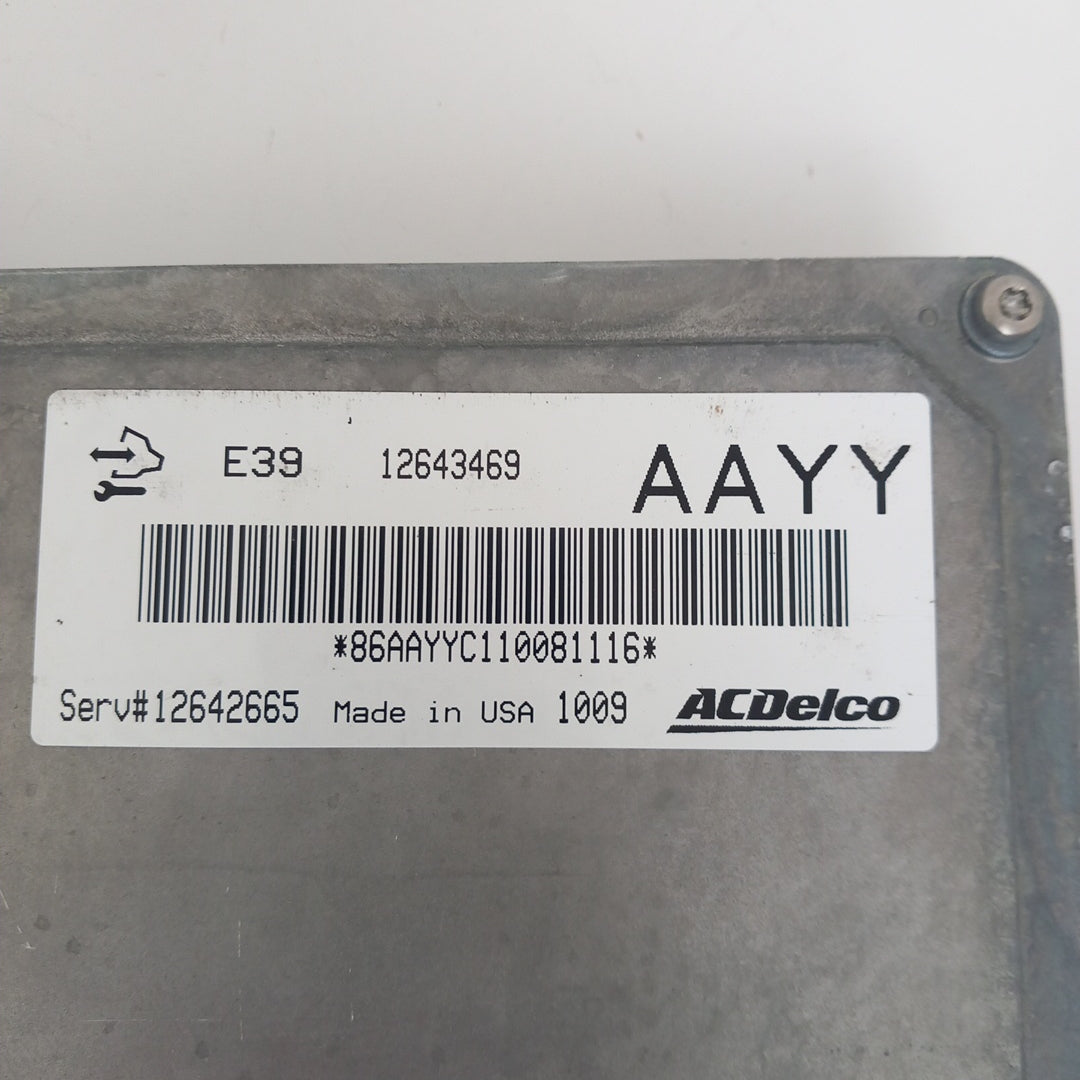 E39 12643469 AAYY
*86AAYYC110081116*
Serv#12642665 Made in USA 1009 ACDelco